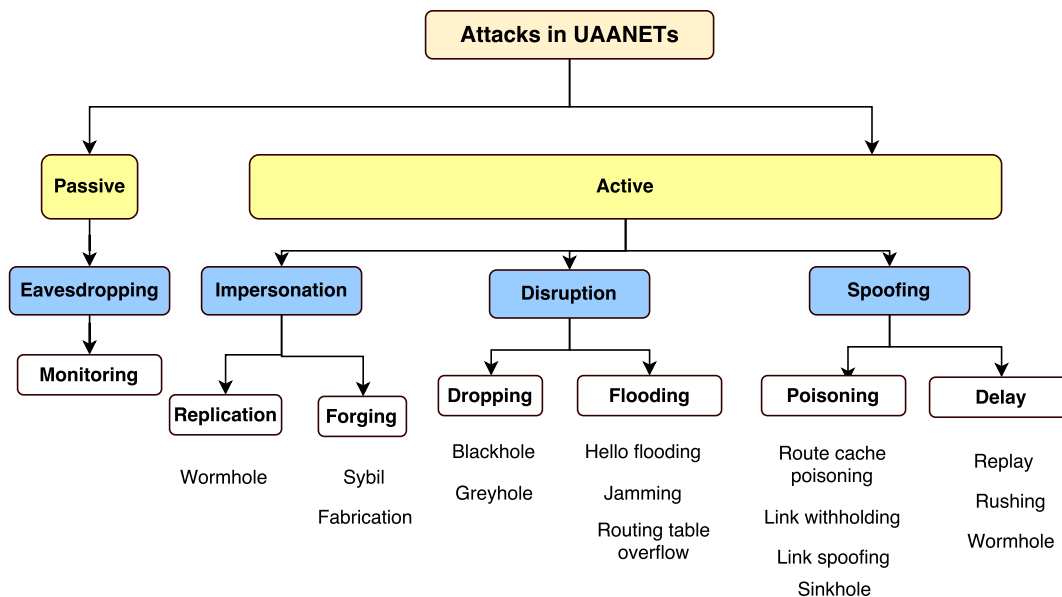 Attacks in UAANETs
Passive
Active
Eavesdropping
Impersonation
Disruption
Spoofing
Monitoring
Replication
Forging
Dropping
Flooding
Poisoning
Delay
Wormhole
Sybil
Fabrication
Blackhole
Greyhole
Hello flooding
Jamming
Routing table
overflow
Route cache
poisoning
Link withholding
Link spoofing
Sinkhole
Replay
Rushing
Wormhole